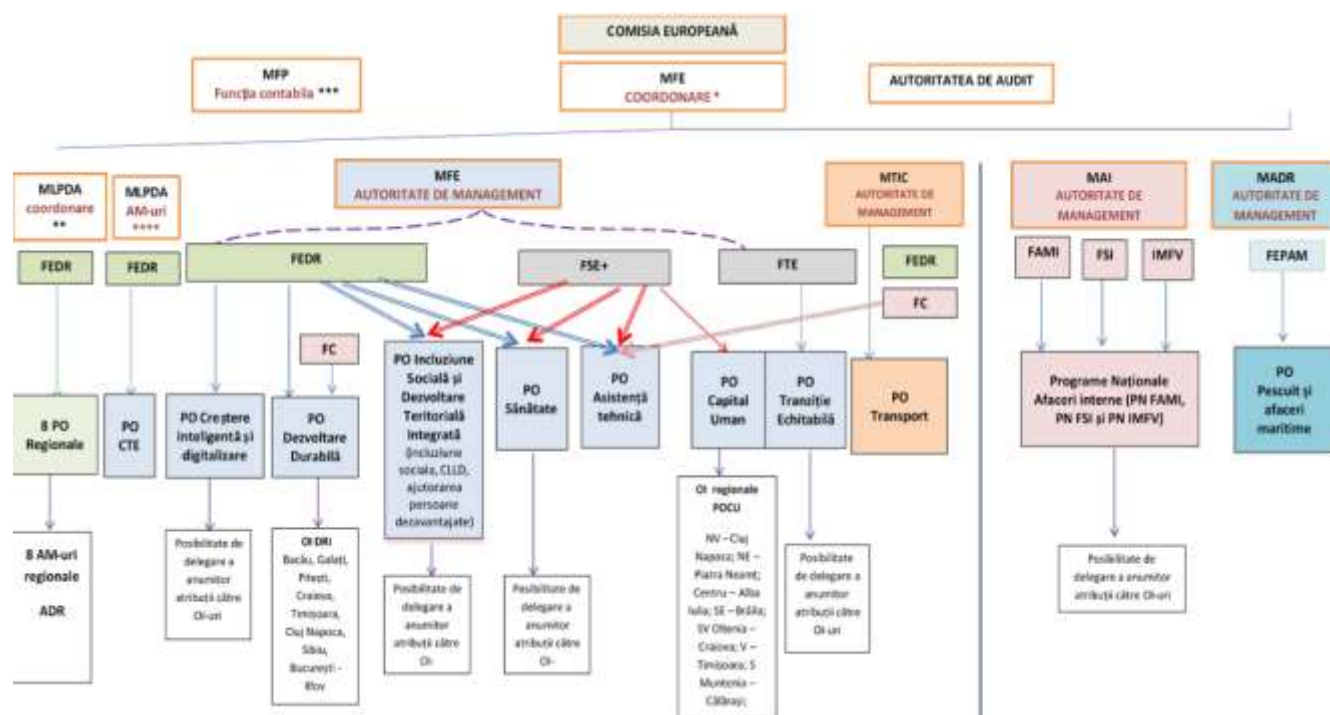 COMISIA EUROPEANĂ
MFP
Funcția contabila ***
MFE
COORDONARE *
AUTORITATEA DE AUDIT
MLPDA
coordonare
**
MLPDA
AM-uri
****
MFE
AUTORITATE DE MANAGEMENT
MTIC
AUTORITATE DE
MANAGEMENT
MAI
AUTORITATE DE
MANAGEMENT
MADR
AUTORITATE DE
MANAGEMENT
FEDR
FEDR
FEDR
FSE+
FTE
FEDR
FC
FAMI
FSI
IMFV
FEPAM
FC
8 PO
Regionale
PO
CTE
PO Creștere
inteligentă și
digitalizare
PO
Dezvoltare
Durabilă
PO Incluziune
Socială și
Dezvoltare
Teritorială
Integrată
(incluziune
sociala, CLLD,
ajutorarea
persoane
dezavantajate)
PO
Sănătate
PO
Asistență
tehnică
PO
Capital
Uman
PO
Tranziție
Echitabilă
PO
Transport
Programe Naționale
Afaceri interne (PN FAMI,
PN FSI și PN IMFV)
PO
Pescuit și
afaceri
maritime
8 AM-uri
regionale
ADR
Posibilitate de
delegare a
anumitor
atribuții către
OI-uri
OI DRI
Bacău, Galați,
Pitești,
Craiova,
Timișoara,
Cluj Napoca,
Sibiu,
București -
Ilfov
Posibilitate de
delegare a
anumitor
atribuții către
OI-
Posibilitate de
delegare a
anumitor
atribuții către
OI-
OI regionale
POCU
NV – Cluj
Napoca; NE –
Piatra Neamț;
Centru – Alba
Iulia; SE – Brăila;
SV Oltenia –
Craiova; V –
Timișoara; S
Muntenia –
Călărași;
Posibilitate
de delegare a
anumitor
atribuții către
OI-uri
Posibilitate de
delegare a anumitor
atribuții către OI-uri